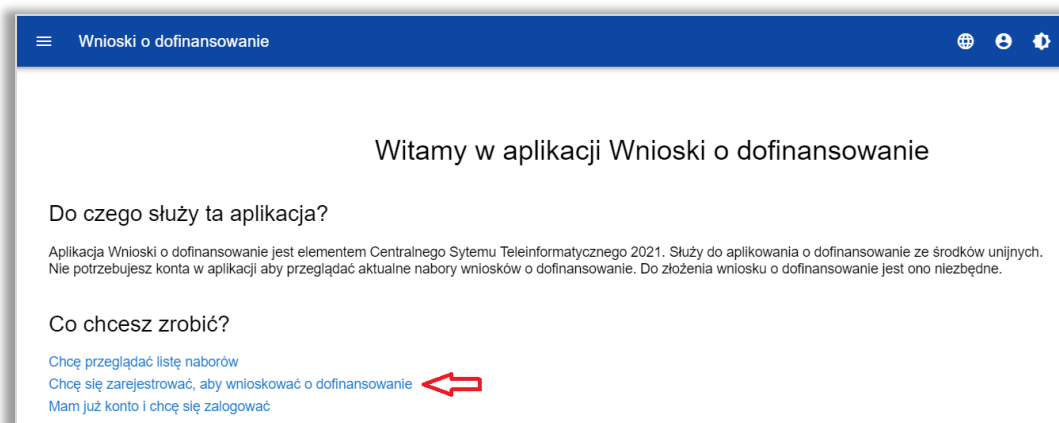 Wnioski o dofinansowanie
Witamy w aplikacji Wnioski o dofinansowanie
Do czego służy ta aplikacja?
Aplikacja Wnioski o dofinansowanie jest elementem Centralnego Sytemu Teleinformatycznego 2021. Służy do aplikowania o dofinansowanie ze środków unijnych.
Nie potrzebujesz konta w aplikacji aby przeglądać aktualne nabory wniosków o dofinansowanie. Do złożenia wniosku o dofinansowanie jest ono niezbędne.
Co chcesz zrobić?
Chcę przeglądać listę naborów
Chcę się zarejestrować, aby wnioskować o dofinansowanie
Mam już konto i chcę się zalogować